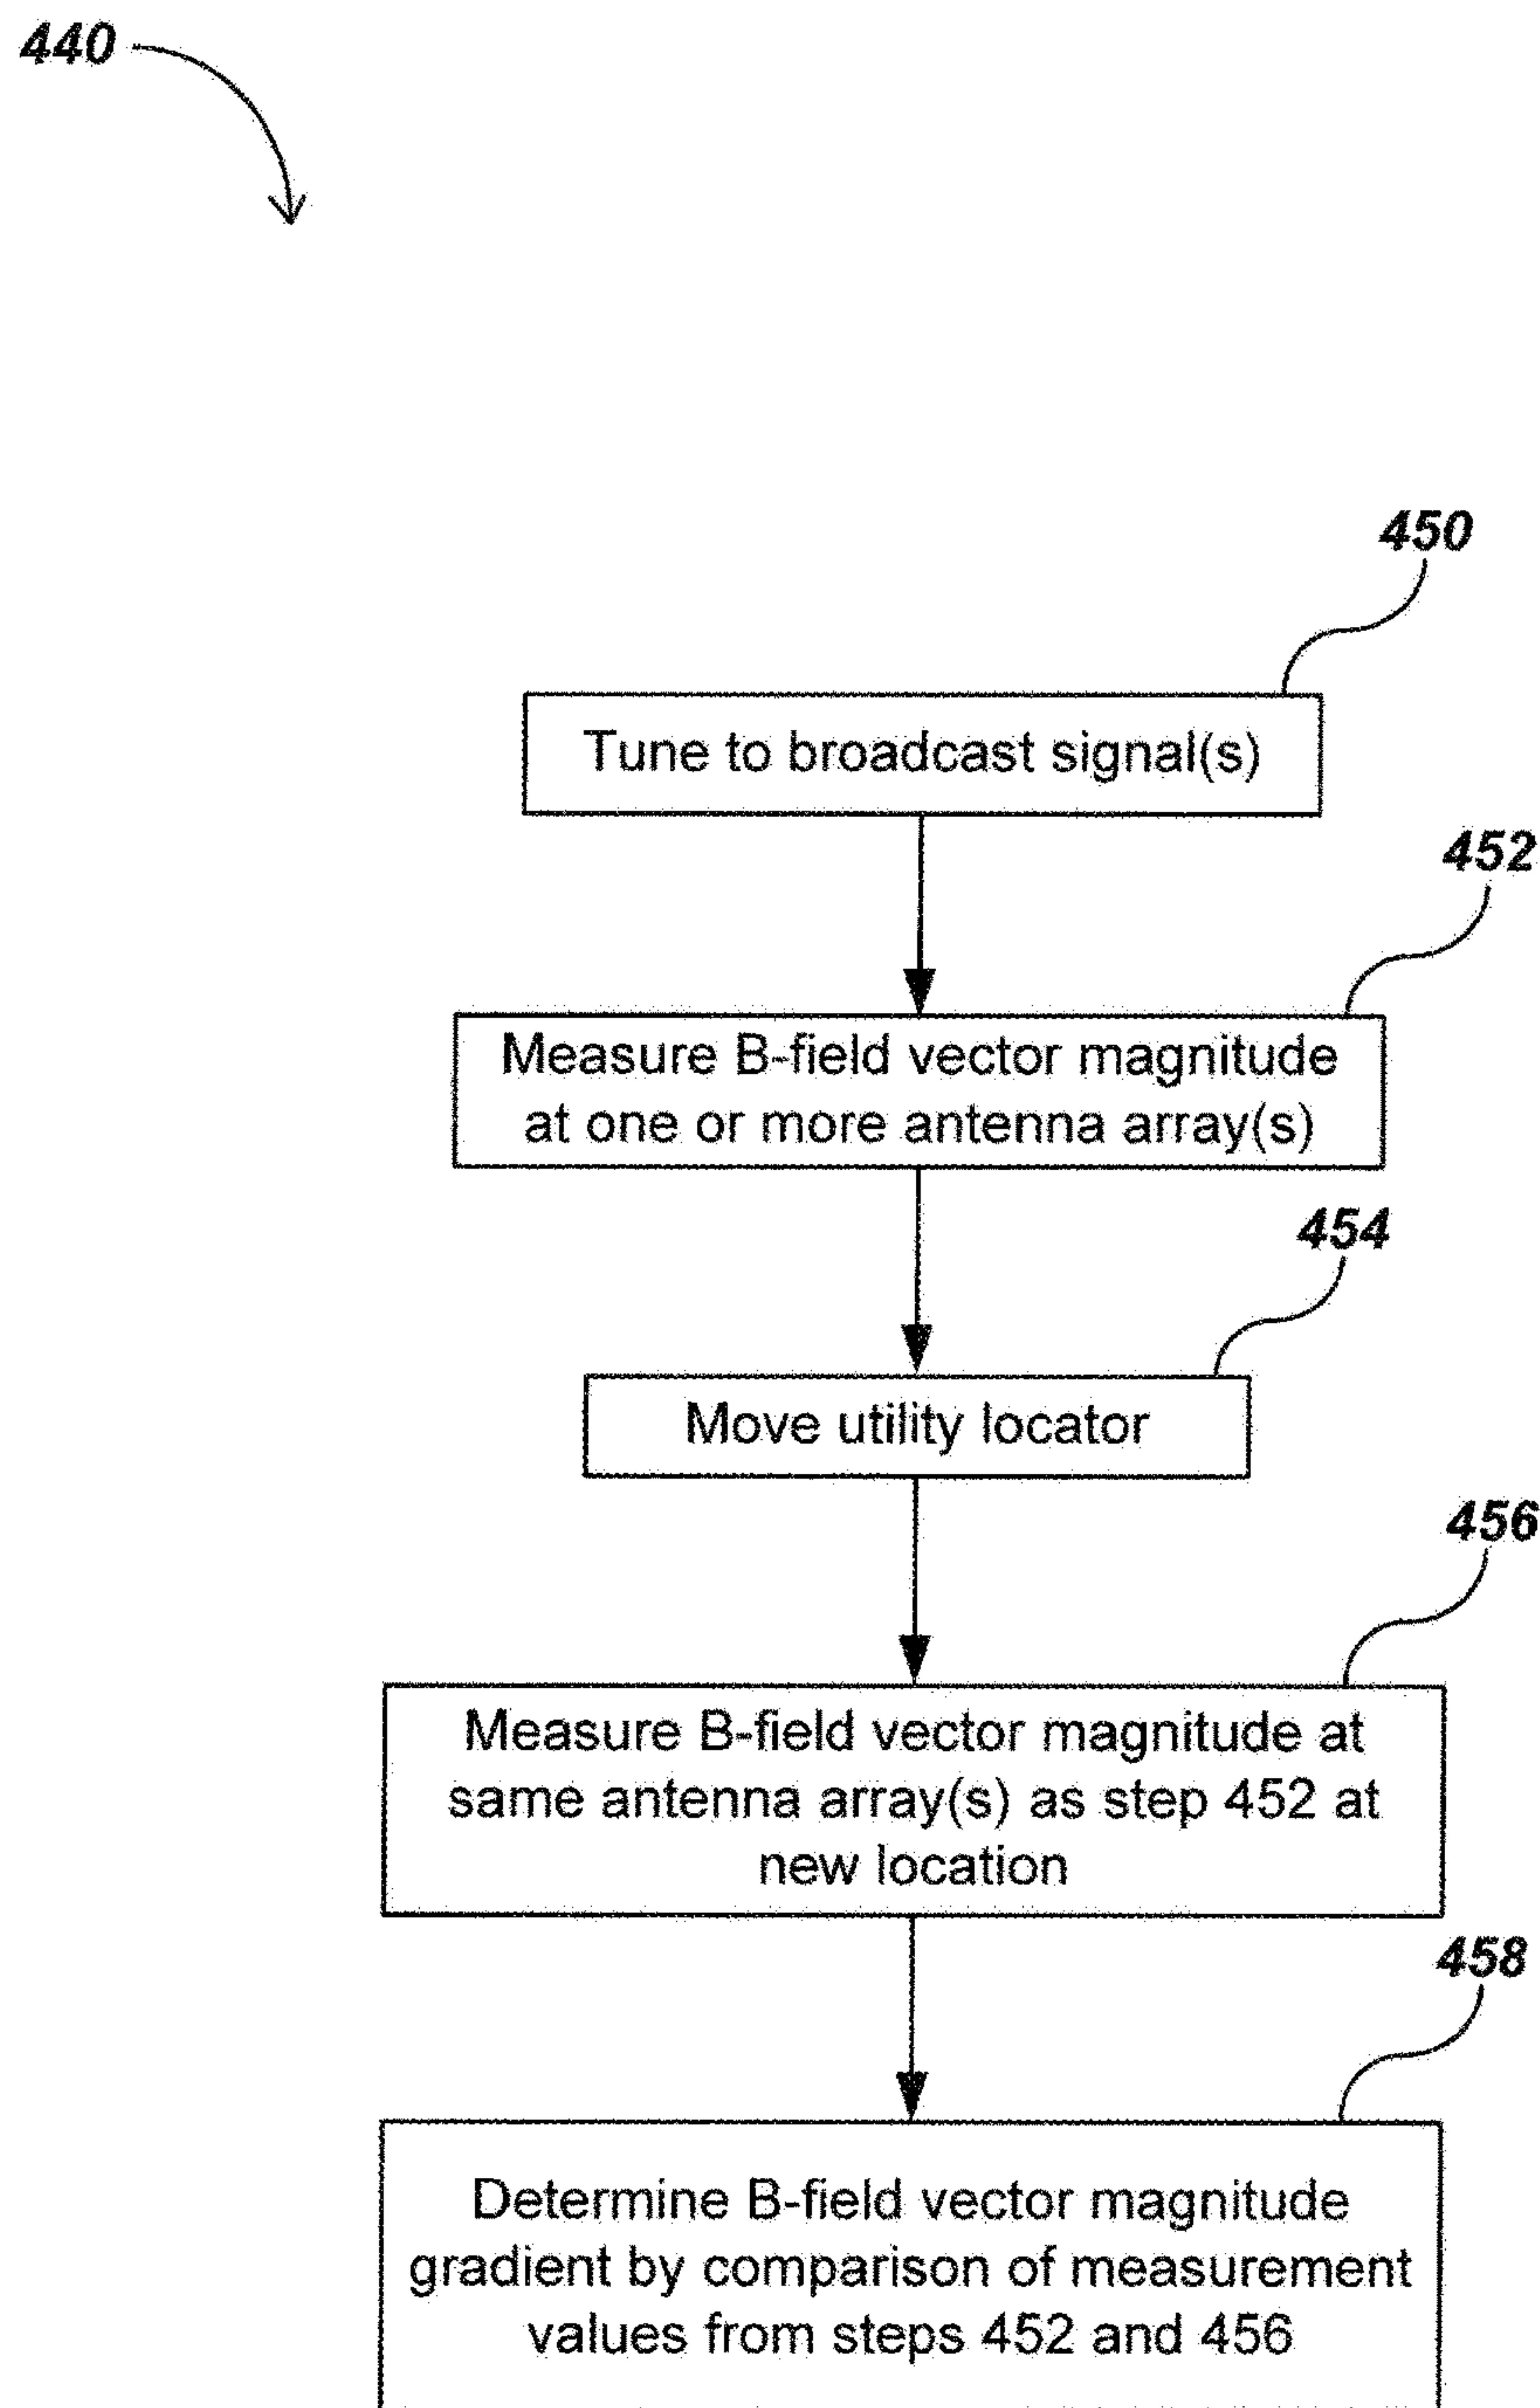 440
450
Tune to broadcast signal(s)
452
Measure B-field vector magnitude
at one or more antenna array(s)
454
Move utility locator
456
Measure B-field vector magnitude at
same antenna array(s) as step 452 at
new location
458
Determine B-field vector magnitude
gradient by comparison of measurement
values from steps 452 and 456